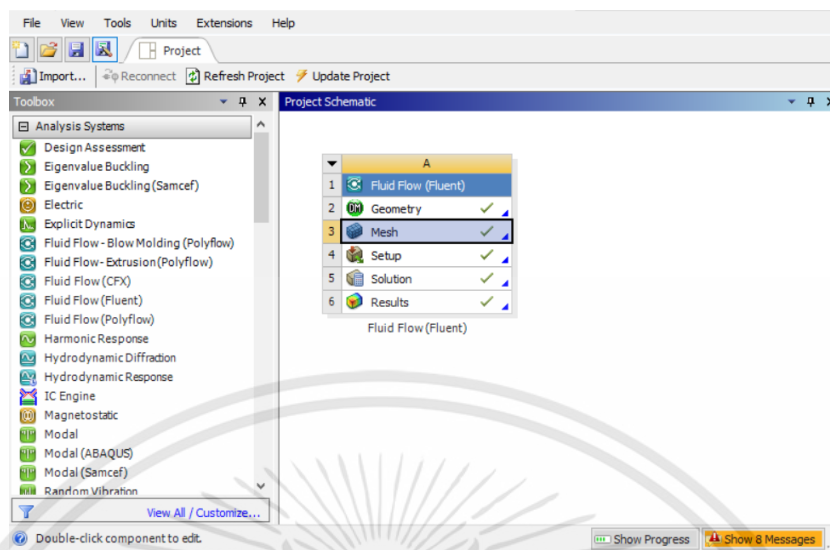 File View Tools Units Extensions Help
Project
Import... Reconnect Refresh Project Update Project
Toolbox
Project Schematic
Analysis Systems
Design Assessment
Eigenvalue Buckling
Eigenvalue Buckling (Samcef)
Electric
Explicit Dynamics
Fluid Flow - Blow Molding (Polyflow)
Fluid Flow - Extrusion (Polyflow)
Fluid Flow (CFX)
Fluid Flow (Fluent)
Fluid Flow (Polyflow)
Harmonic Response
Hydrodynamic Diffraction
Hydrodynamic Response
IC Engine
Magnetostatic
Modal
Modal (ABAQUS)
Modal (Samcef)
Random Vibration
View All / Customize...
A
1 Fluid Flow (Fluent)
2 DM Geometry
3 Mesh
4 Setup
5 Solution
6 Results
Fluid Flow (Fluent)
Double-click component to edit.
Show Progress Show 8 Messages